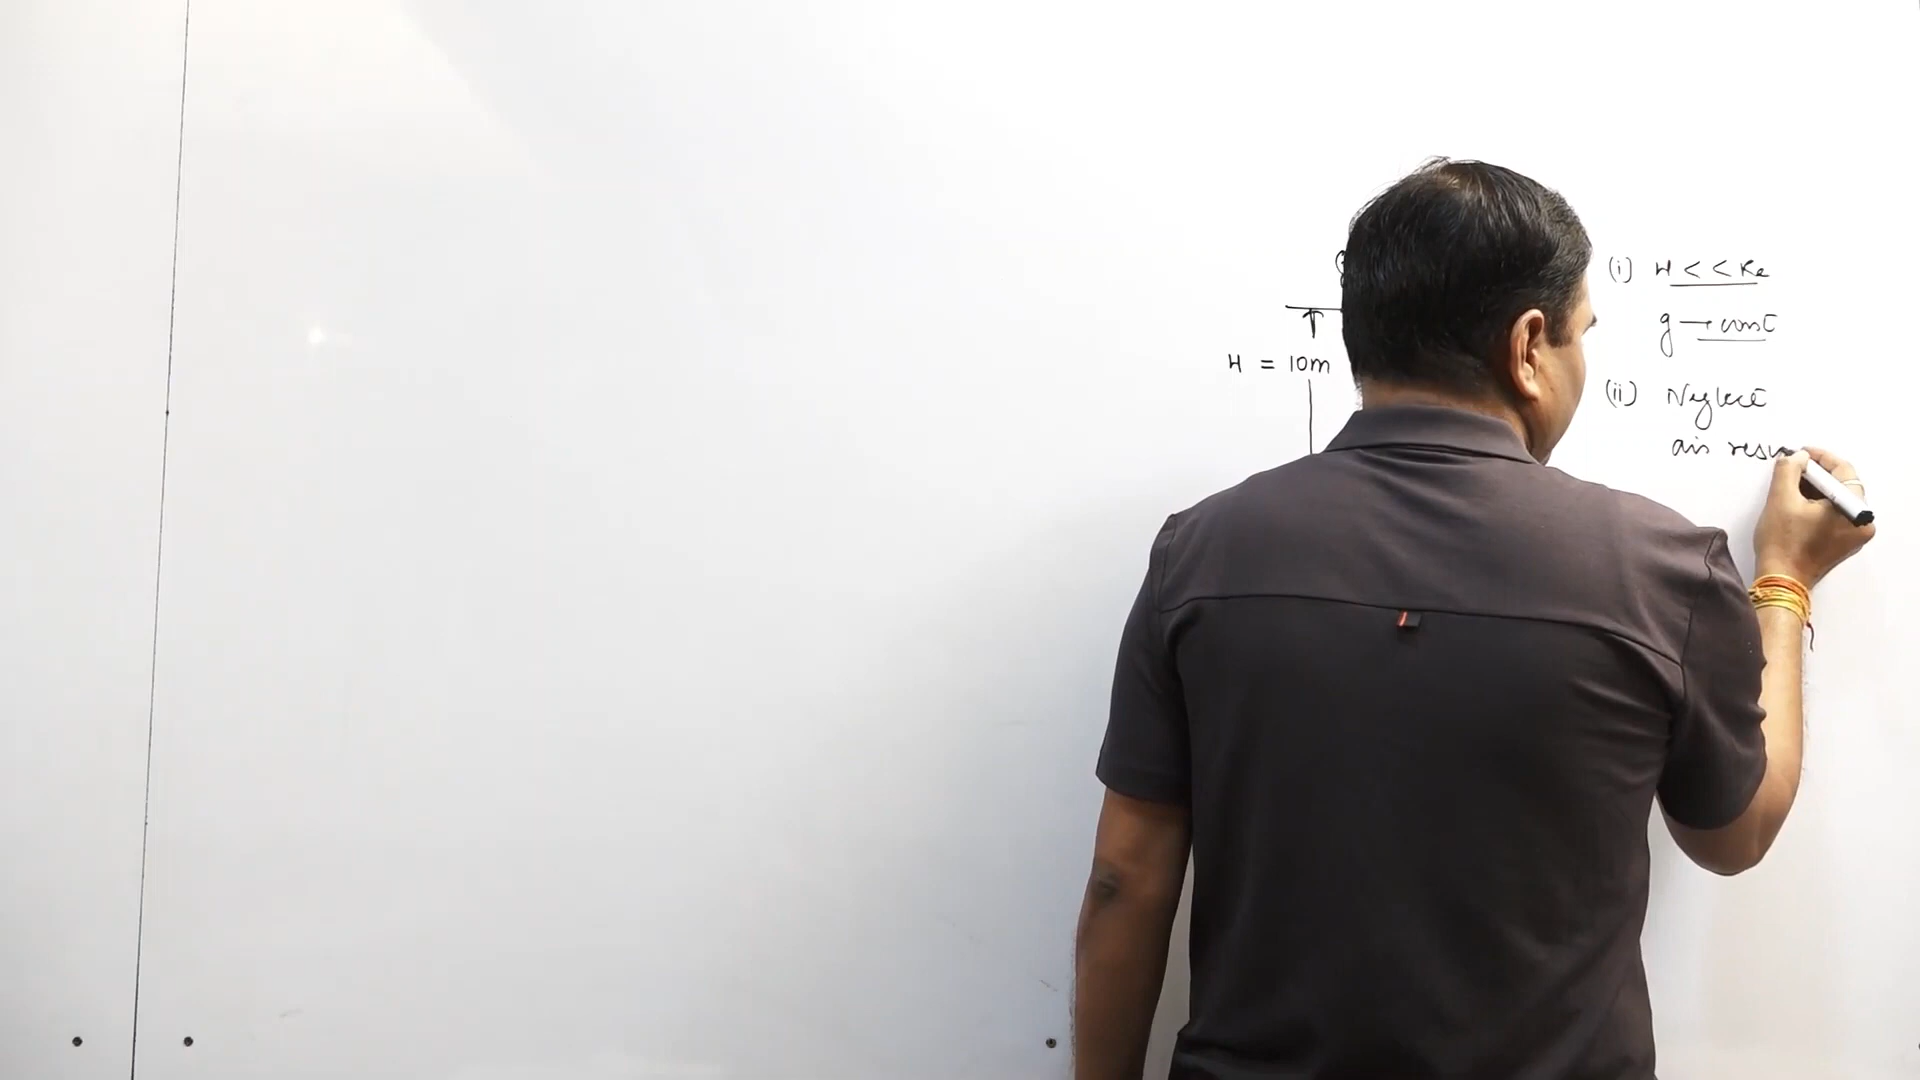 H = 10m
(i) H << Re
g → const
(ii) Neglect
air resis